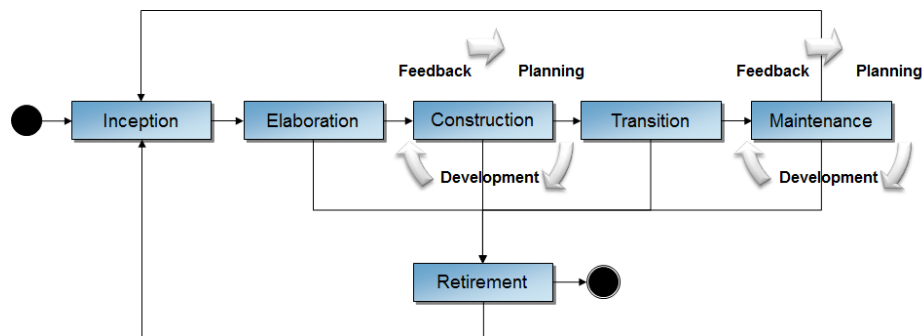 Feedback Planning Feedback Planning
Inception Elaboration Construction Transition Maintenance
Development Development
Retirement